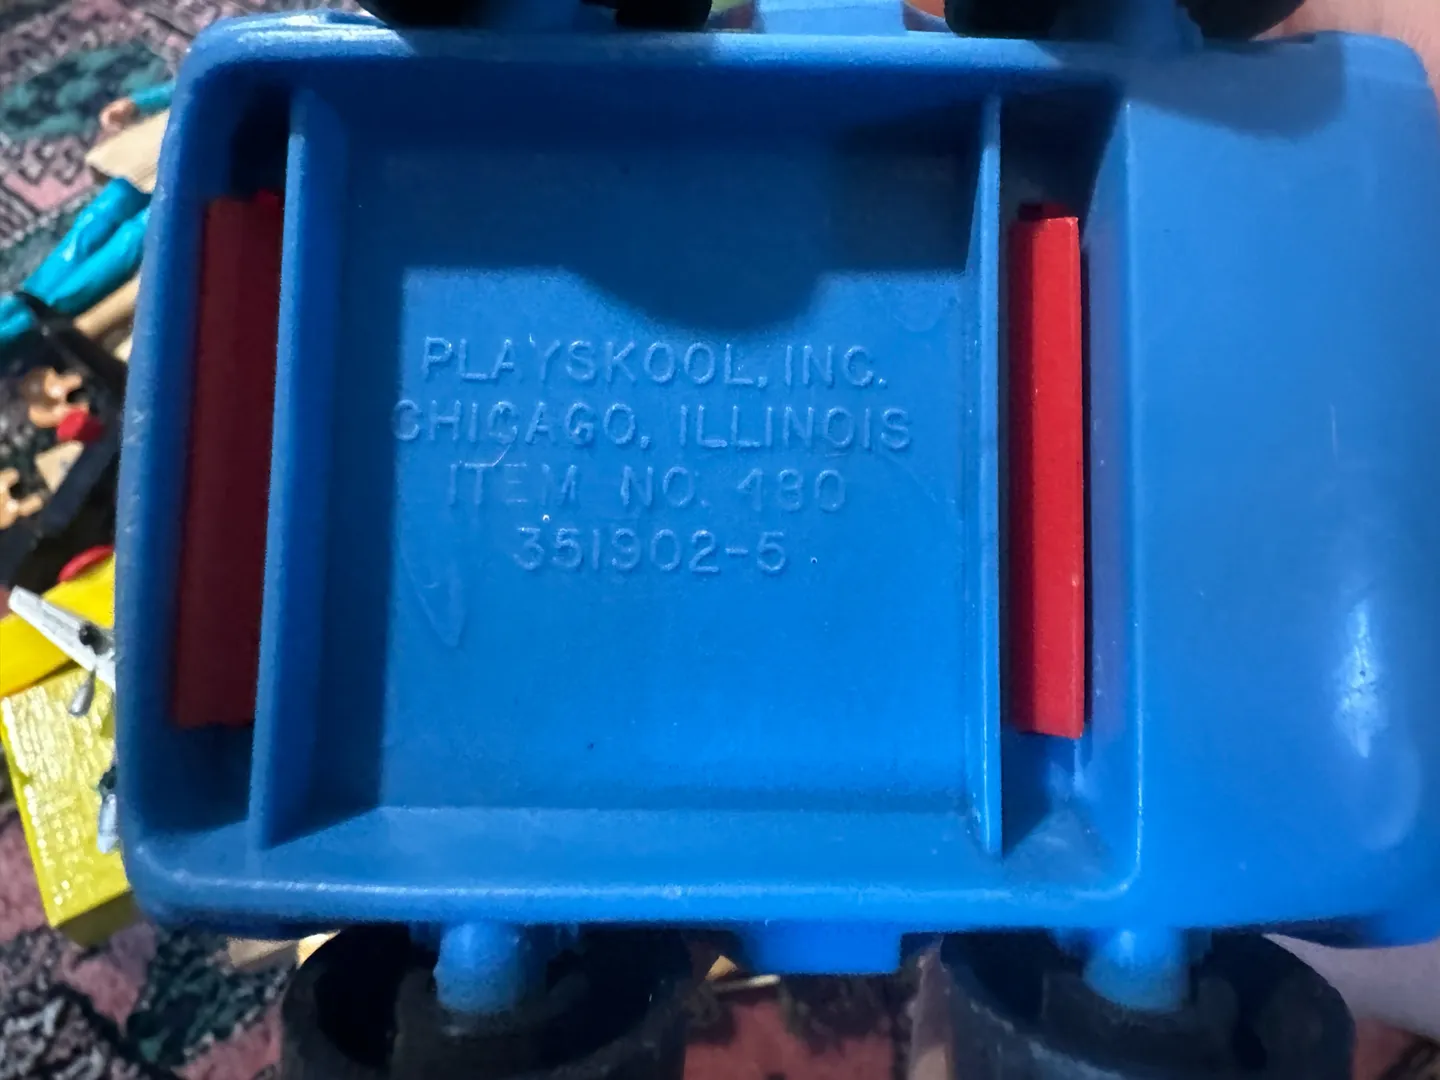 PLAYSKOOL, INC.
CHICAGO, ILLINOIS
ITEM NO. 480
351902-5